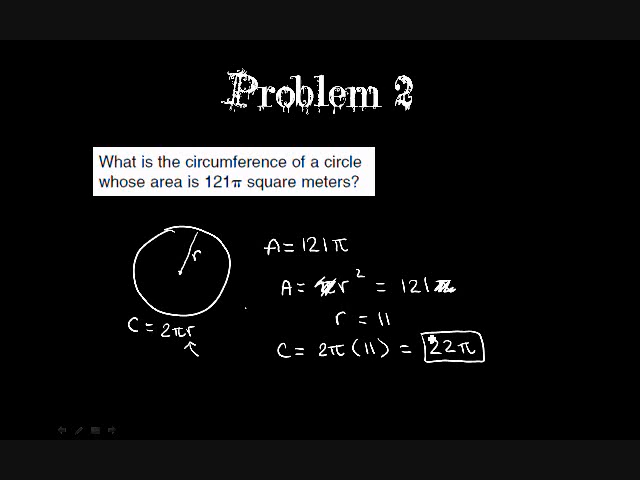 Problem 2
What is the circumference of a circle
whose area is 121π square meters?
r
A = 121π
A = πr² = 121π
r = 11
C = 2πr
C = 2π(11) = 22π